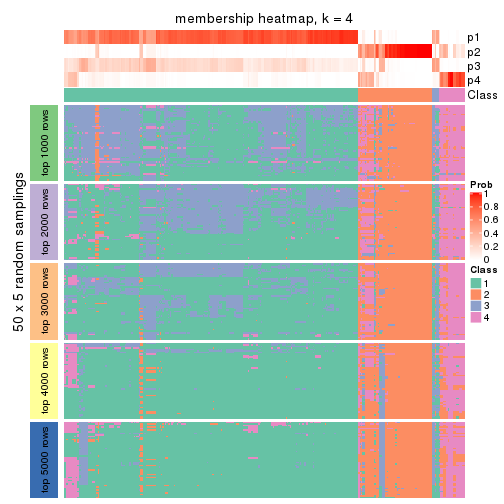 membership heatmap, k = 4
p1
p2
p3
p4
Class
50 x 5 random samplings
top 1000 rows
top 2000 rows
top 3000 rows
top 4000 rows
top 5000 rows
Prob
1
0.8
0.6
0.4
0.2
0
Class
1
2
3
4